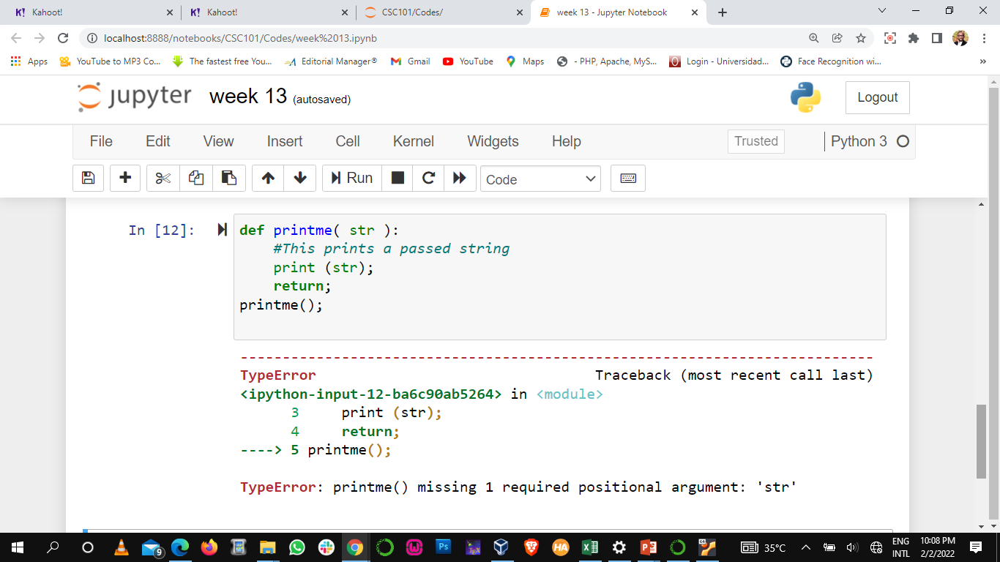 K! Kahoot!
K! Kahoot!
CSC101/Codes/
week 13 - Jupyter Notebook
localhost:8888/notebooks/CSC101/Codes/week%2013.ipynb
Apps YouTube to MP3 Co... The fastest free You... Editorial Manager® Gmail YouTube Maps - PHP, Apache, MyS... Login - Universidad... Face Recognition wi... »
jupyter week 13 (autosaved) Logout
File Edit View Insert Cell Kernel Widgets Help Trusted Python 3
Run Code
In [12]: def printme( str ):
#This prints a passed string
print (str);
return;
printme();
---------------------------------------------------------------------------
TypeError Traceback (most recent call last)
<ipython-input-12-ba6c90ab5264> in <module>
3 print (str);
4 return;
----> 5 printme();
TypeError: printme() missing 1 required positional argument: 'str'
9 Ps HA 64 35°C ENG 10:08 PM
INTL 2/2/2022